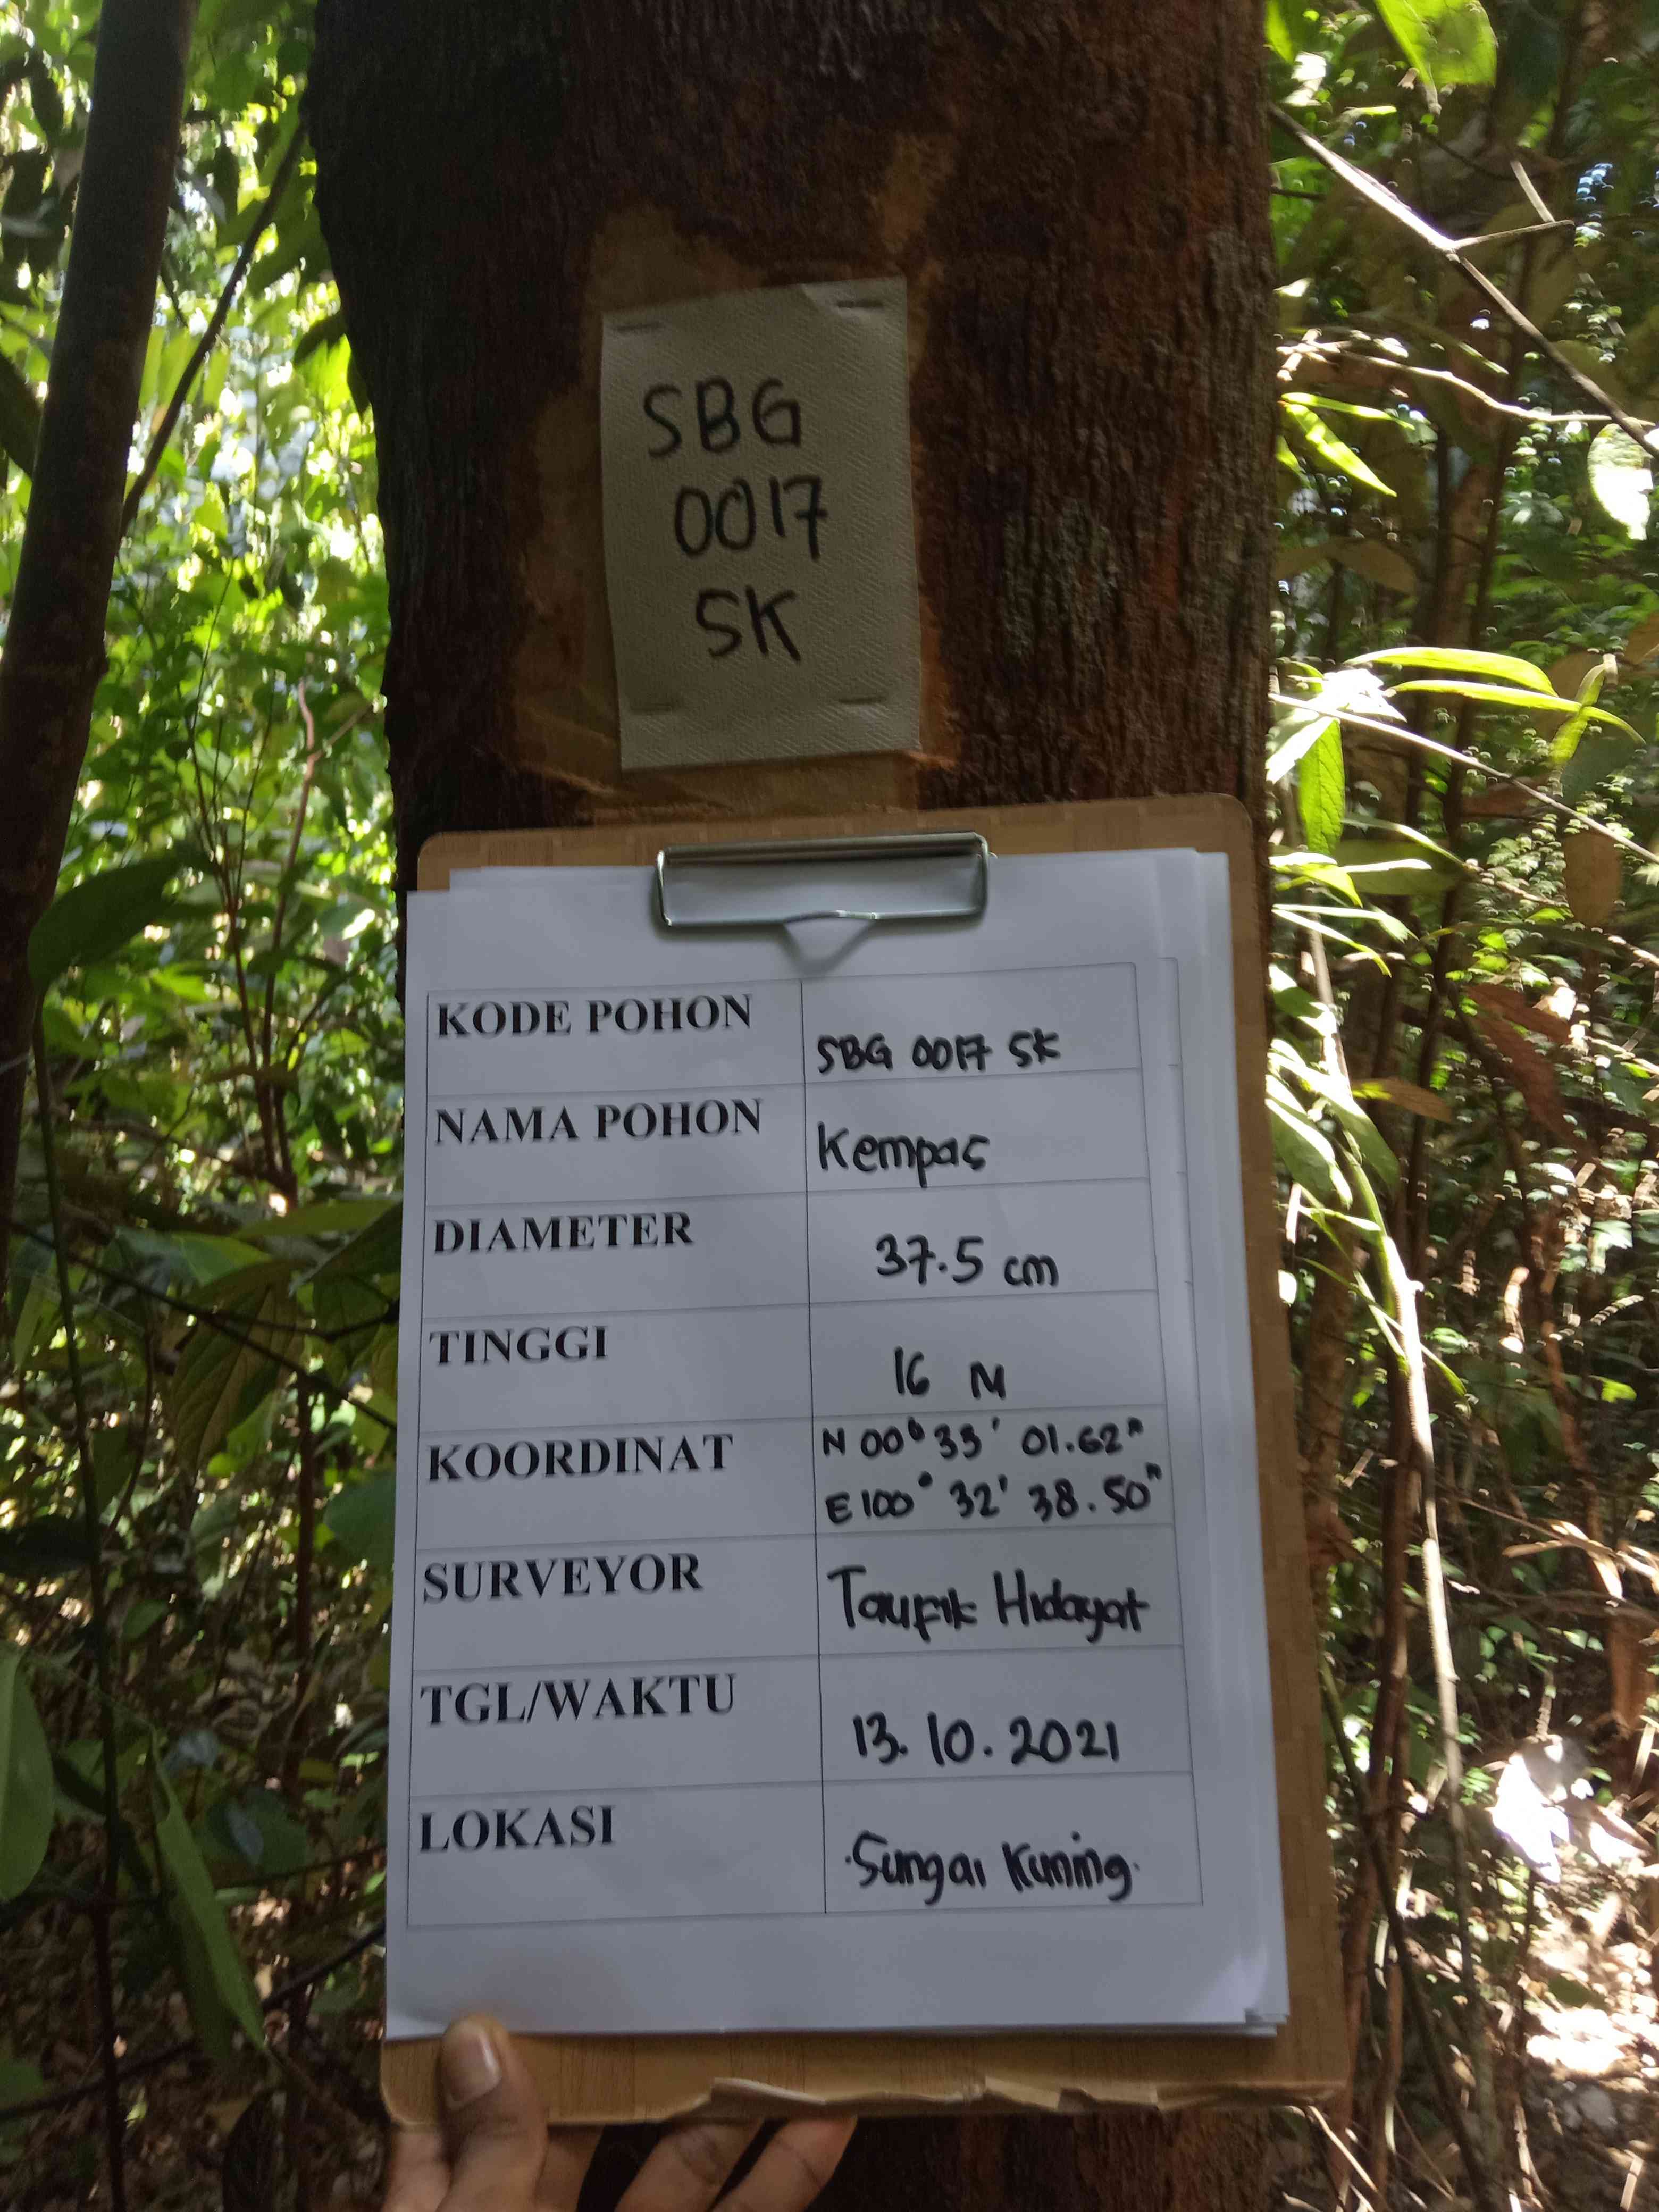 SBG
0017
SK
KODE POHON
SBG 0017 SK
NAMA POHON
Kempas
DIAMETER
37.5 cm
TINGGI
16 M
KOORDINAT
N 00° 33' 01.62"
E 100° 32' 38.50"
SURVEYOR
Taufik Hidayat
TGL/WAKTU
13.10.2021
LOKASI
Sungai Kuning